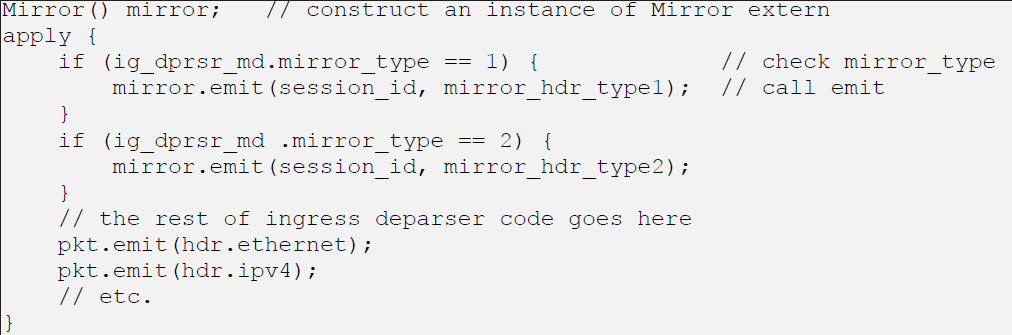 Mirror() mirror;   // construct an instance of Mirror extern
apply {
    if (ig_dprsr_md.mirror_type == 1) {             // check mirror_type
        mirror.emit(session_id, mirror_hdr_type1);  // call emit
    }
    if (ig_dprsr_md .mirror_type == 2) {
        mirror.emit(session_id, mirror_hdr_type2);
    }
    // the rest of ingress deparser code goes here
    pkt.emit(hdr.ethernet);
    pkt.emit(hdr.ipv4);
    // etc.
}